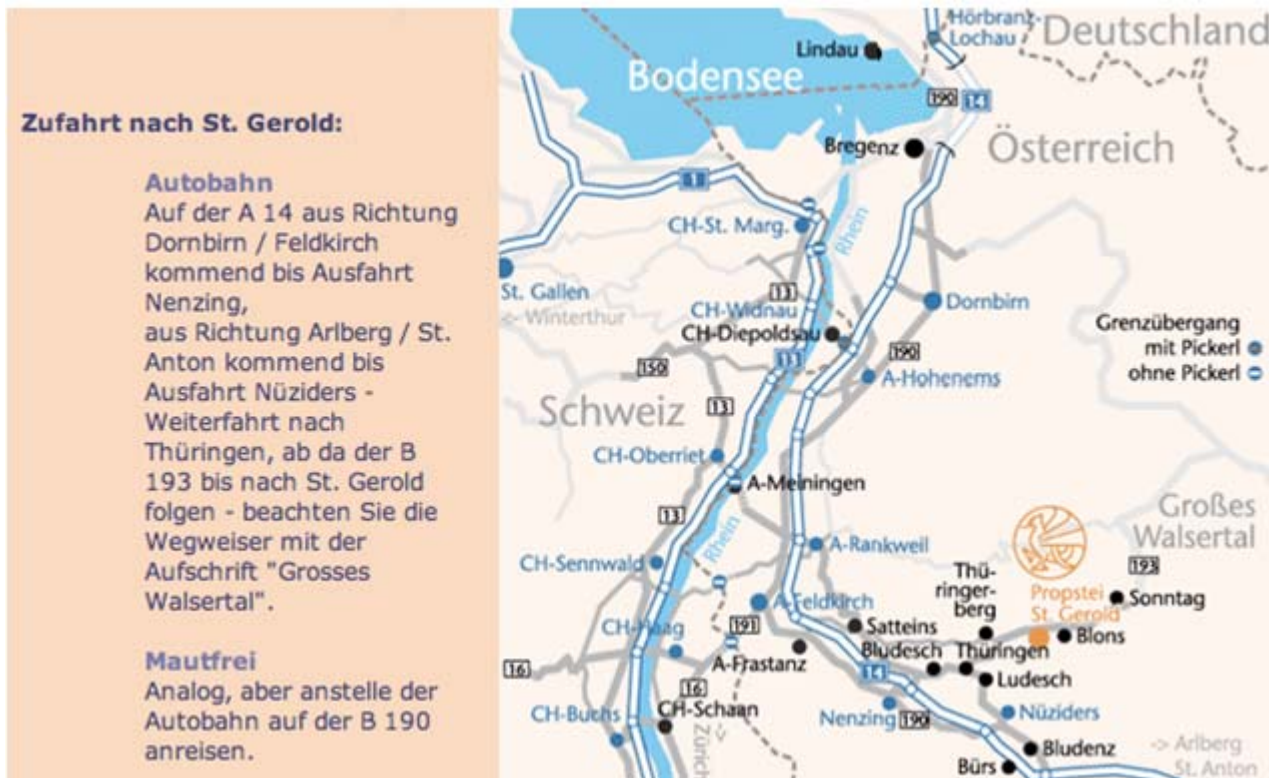 Zufahrt nach St. Gerold:
Autobahn
Auf der A 14 aus Richtung
Dornbirn / Feldkirch
kommend bis Ausfahrt
Nenzing,
aus Richtung Arlberg / St.
Anton kommend bis
Ausfahrt Nüziders -
Weiterfahrt nach
Thüringen, ab da der B
193 bis nach St. Gerold
folgen - beachten Sie die
Wegweiser mit der
Aufschrift "Grosses
Walsertal".
Mautfrei
Analog, aber anstelle der
Autobahn auf der B 190
anreisen.
Hörbranz-
Lochau
Deutschland
Lindau
Bodensee
190
14
Bregenz
Österreich
1
CH-St. Marg.
Rhein
St. Gallen
<- Winterthur
13
CH-Widnau
CH-Diepoldsau
Dornbirn
Grenzübergang
mit Pickerl
ohne Pickerl
13
190
150
A-Hohenems
Schweiz
13
CH-Oberriet
A-Meiningen
13
Rhein
Großes
Walsertal
A-Rankweil
CH-Sennwald
193
Thü-
ringer-
berg
Propstei
St. Gerold
Sonntag
A-Feldkirch
CH-Haag
191
Satteins
Blons
Bludesch
Thüringen
A-Frastanz
16
14
Ludesch
16
CH-Buchs
CH-Schaan
Nenzing
190
Nüziders
Zürich
<-
Bludenz
-> Arlberg
St. Anton
Bürs